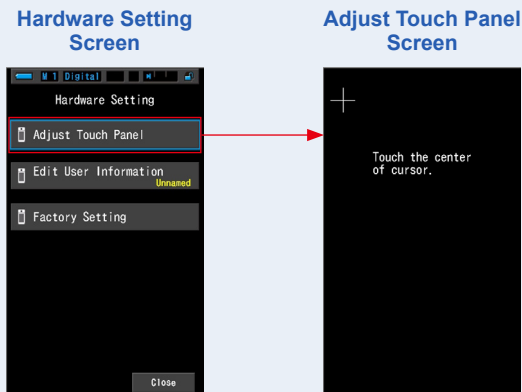 Hardware Setting
Screen
Adjust Touch Panel
Screen
M 1 Digital
Hardware Setting
Adjust Touch Panel
Edit User Information
Unnamed
Factory Setting
Close
Touch the center
of cursor.